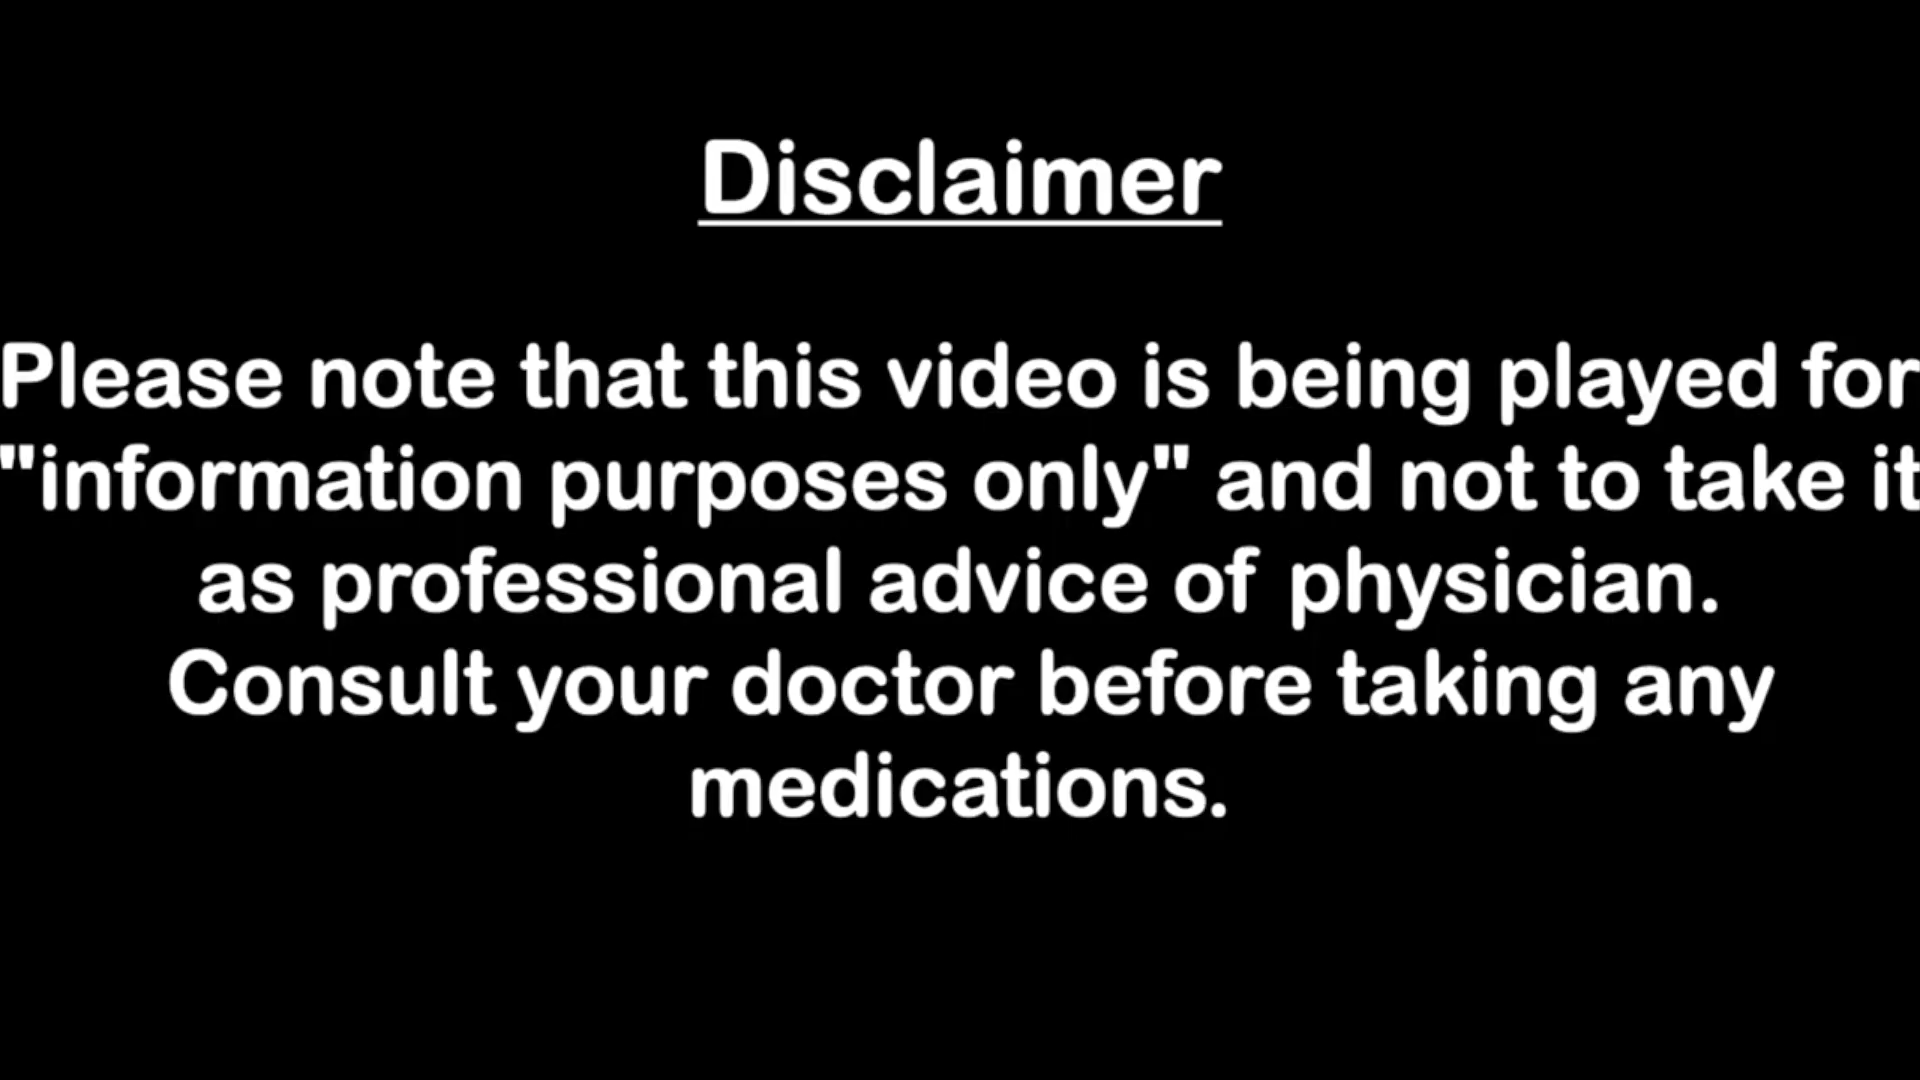 Disclaimer
Please note that this video is being played for
"information purposes only" and not to take it
as professional advice of physician.
Consult your doctor before taking any
medications.